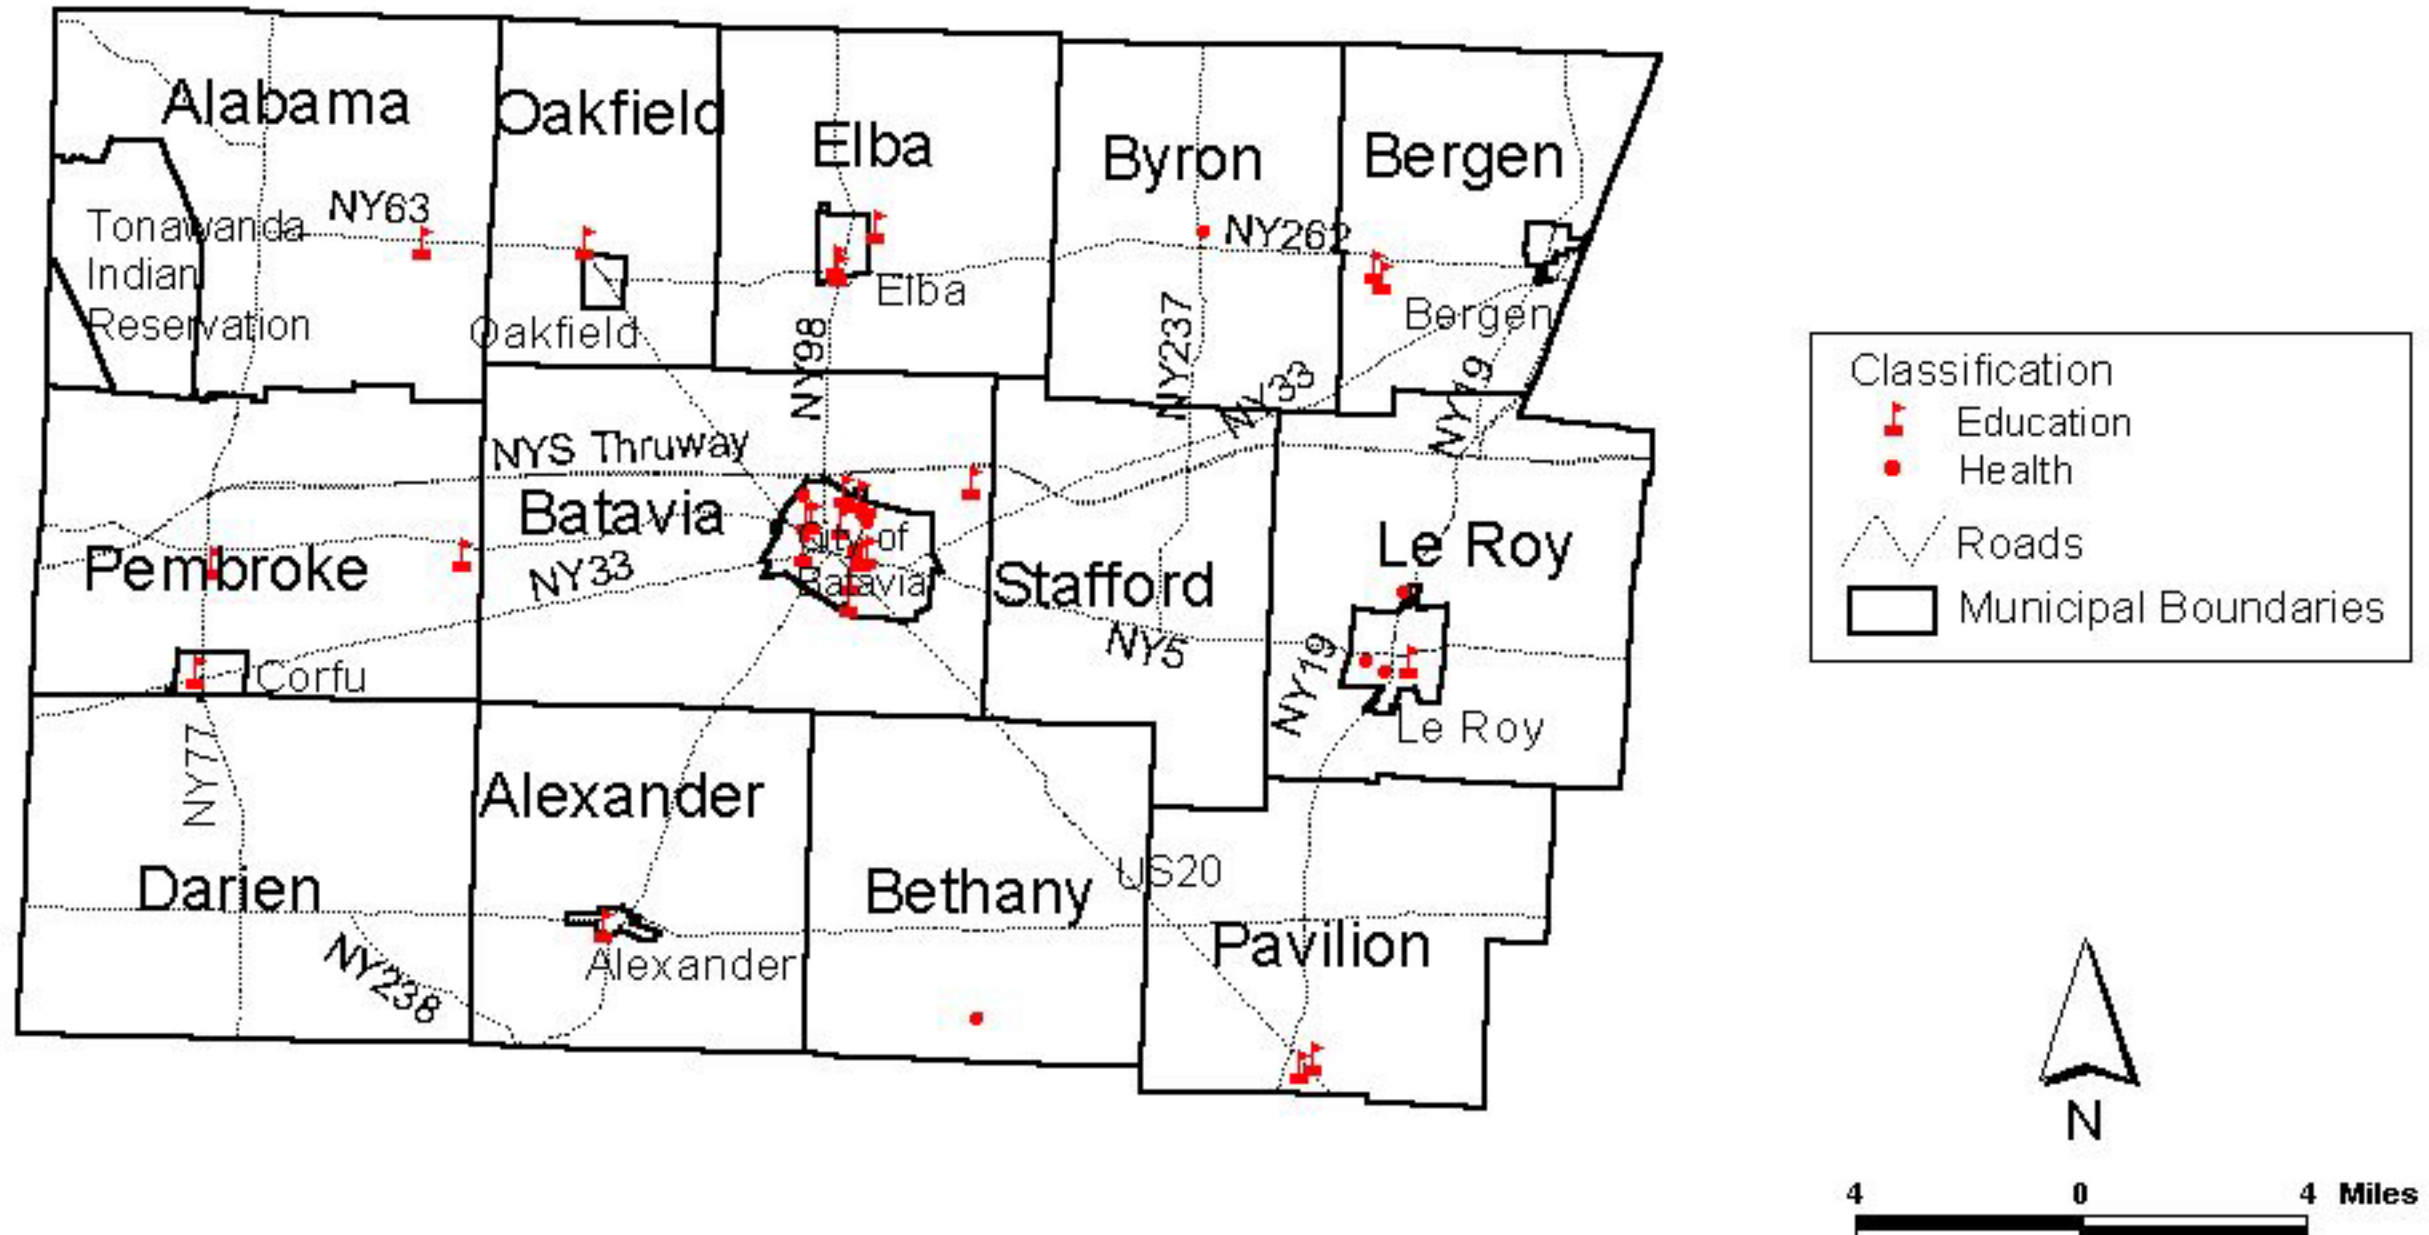 Alabama
Oakfield
Elba
Byron
Bergen
Tonawanda
Indian
Reservation
NY63
Oakfield
Elba
NY98
NY237
NY262
Bergen
NY33
NY19
NYS Thruway
Batavia
City of
Batavia
NY33
Pembroke
Corfu
Stafford
NY5
Le Roy
NY19
Le Roy
NY77
Darien
NY238
Alexander
Alexander
Bethany
US20
Pavilion
Classification
Education
Health
Roads
Municipal Boundaries
N
4 0 4 Miles